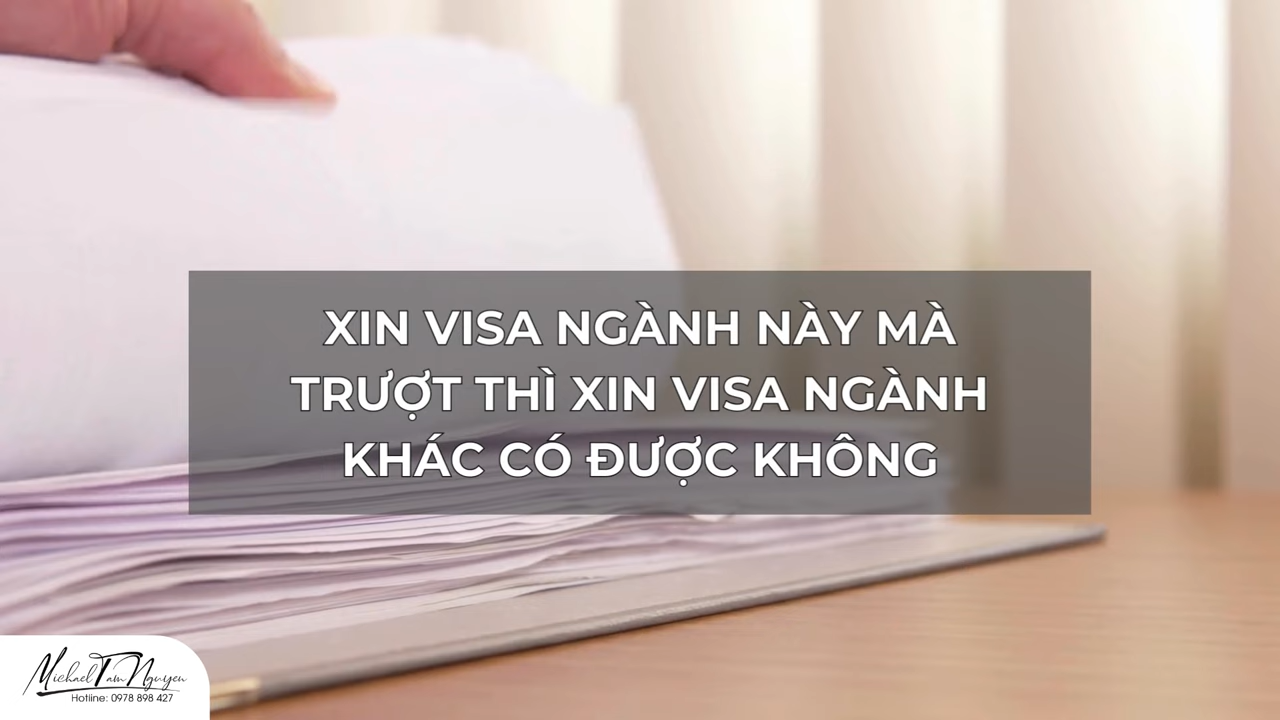 XIN VISA NGÀNH NÀY MÀ
TRƯỢT THÌ XIN VISA NGÀNH
KHÁC CÓ ĐƯỢC KHÔNG
Michael Tam Nguyen
Hotline: 0978 898 427